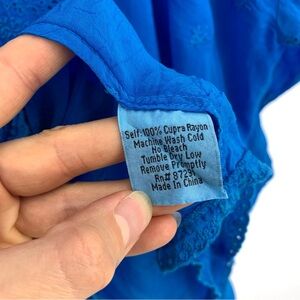 Self: 100% Cupra Rayon
Machine Wash Cold
No Bleach
Tumble Dry Low
Remove Promptly
Rn# 87291
Made In China